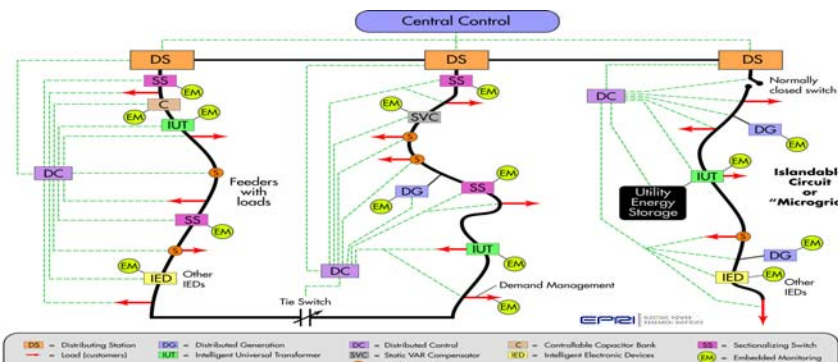 Central Control
DS
DS
DS
SS
EM
C
EM
EM
IUT
DC
S
Feeders
with
loads
SS
EM
S
EM
IED
Other
IEDs
SS
EM
SVC
S
S
DG
EM
SS
EM
DC
IUT
EM
Tie Switch
Demand Management
EM
Normally
closed switch
DC
DG
EM
EM
IUT
Utility
Energy
Storage
Islandable
Circuit
or
"Microgri
S
DG
EM
IED
EM
Other
IEDs
EPRI
ELECTRIC POWER
RESEARCH INSTITUTE
DS = Distributing Station
DG = Distributed Generation
DC = Distributed Control
C = Controllable Capacitor Bank
SS = Sectionalizing Switch
= Load (customers)
IUT = Intelligent Universal Transformer
SVC = Static VAR Compensator
IED = Intelligent Electronic Devices
EM = Embedded Monitoring